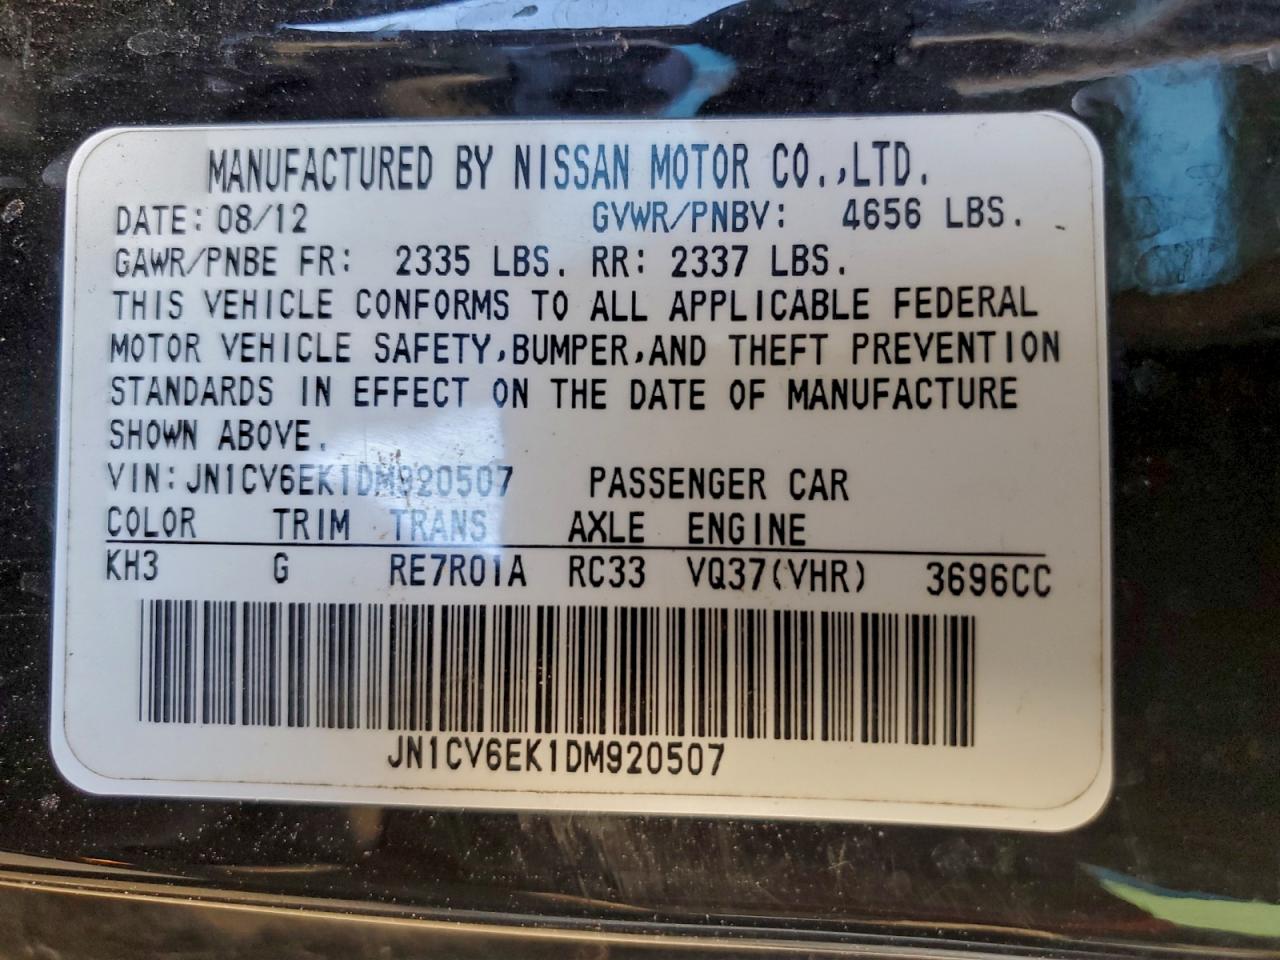 MANUFACTURED BY NISSAN MOTOR CO.,LTD.
DATE: 08/12 GVWR/PNBV: 4656 LBS.
GAWR/PNBE FR: 2335 LBS. RR: 2337 LBS.
THIS VEHICLE CONFORMS TO ALL APPLICABLE FEDERAL
MOTOR VEHICLE SAFETY,BUMPER,AND THEFT PREVENTION
STANDARDS IN EFFECT ON THE DATE OF MANUFACTURE
SHOWN ABOVE.
VIN: JN1CV6EK1DM920507 PASSENGER CAR
COLOR TRIM TRANS AXLE ENGINE
KH3 G RE7R01A RC33 VQ37(VHR) 3696CC
JN1CV6EK1DM920507